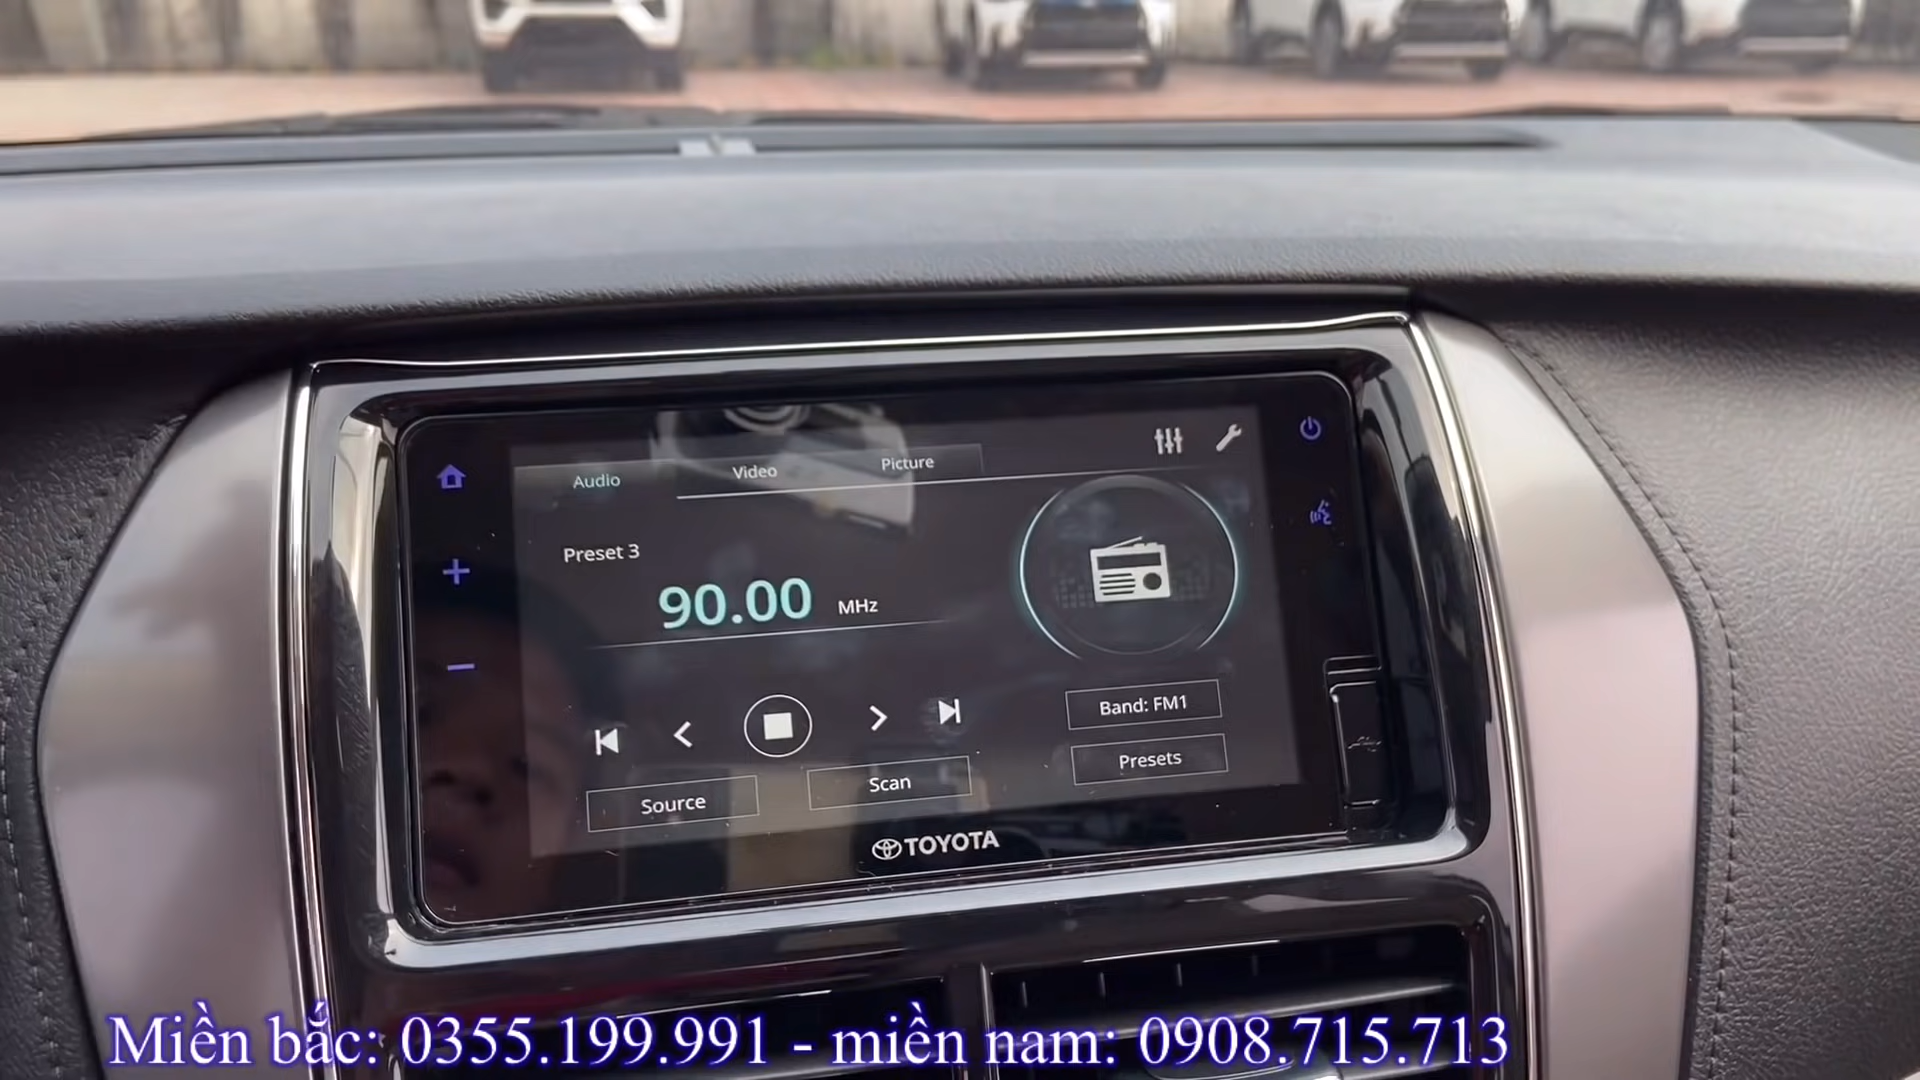 Audio
Video
Picture
Preset 3
90.00 MHz
Band: FM1
Presets
Source
Scan
TOYOTA
Miền bắc: 0355.199.991 - miền nam: 0908.715.713